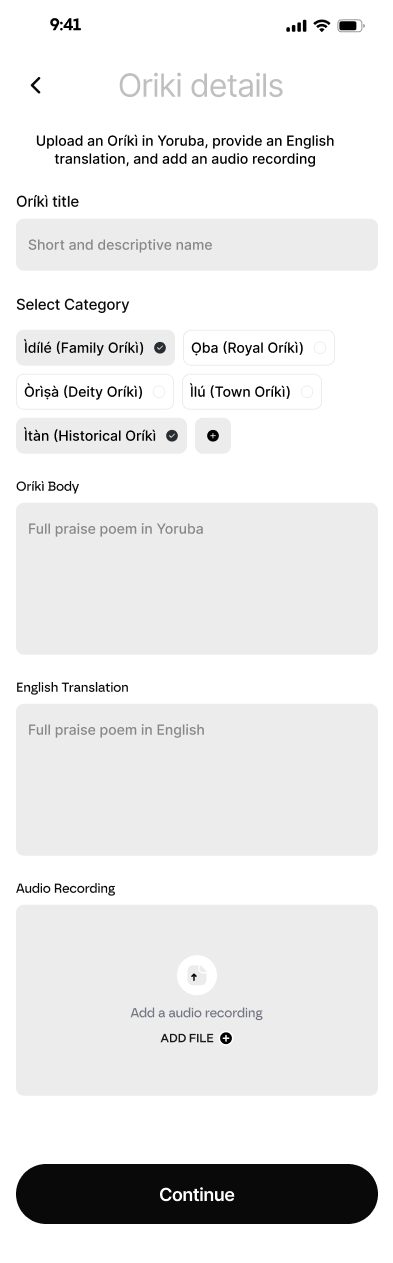 9:41
Oriki details
Upload an Oríkì in Yoruba, provide an English
translation, and add an audio recording
Oríkì title
Short and descriptive name
Select Category
Ìdílé (Family Oríkì)
Ọba (Royal Oríkì)
Òrìṣà (Deity Oríkì)
Ìlú (Town Oríkì)
Ìtàn (Historical Oríkì
Oríkì Body
Full praise poem in Yoruba
English Translation
Full praise poem in English
Audio Recording
Add a audio recording
ADD FILE
Continue